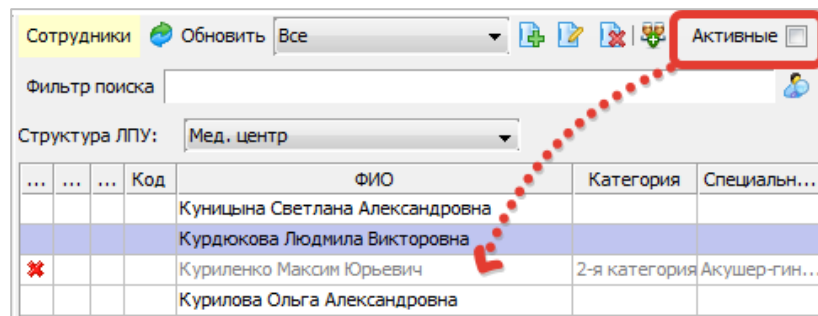 Сотрудники Обновить Все Активные
Фильтр поиска
Структура ЛПУ: Мед. центр
... ... ... Код ФИО Категория Специальн...
Куницына Светлана Александровна
Курдюкова Людмила Викторовна
Куриленко Максим Юрьевич 2-я категория Акушер-гин...
Курилова Ольга Александровна